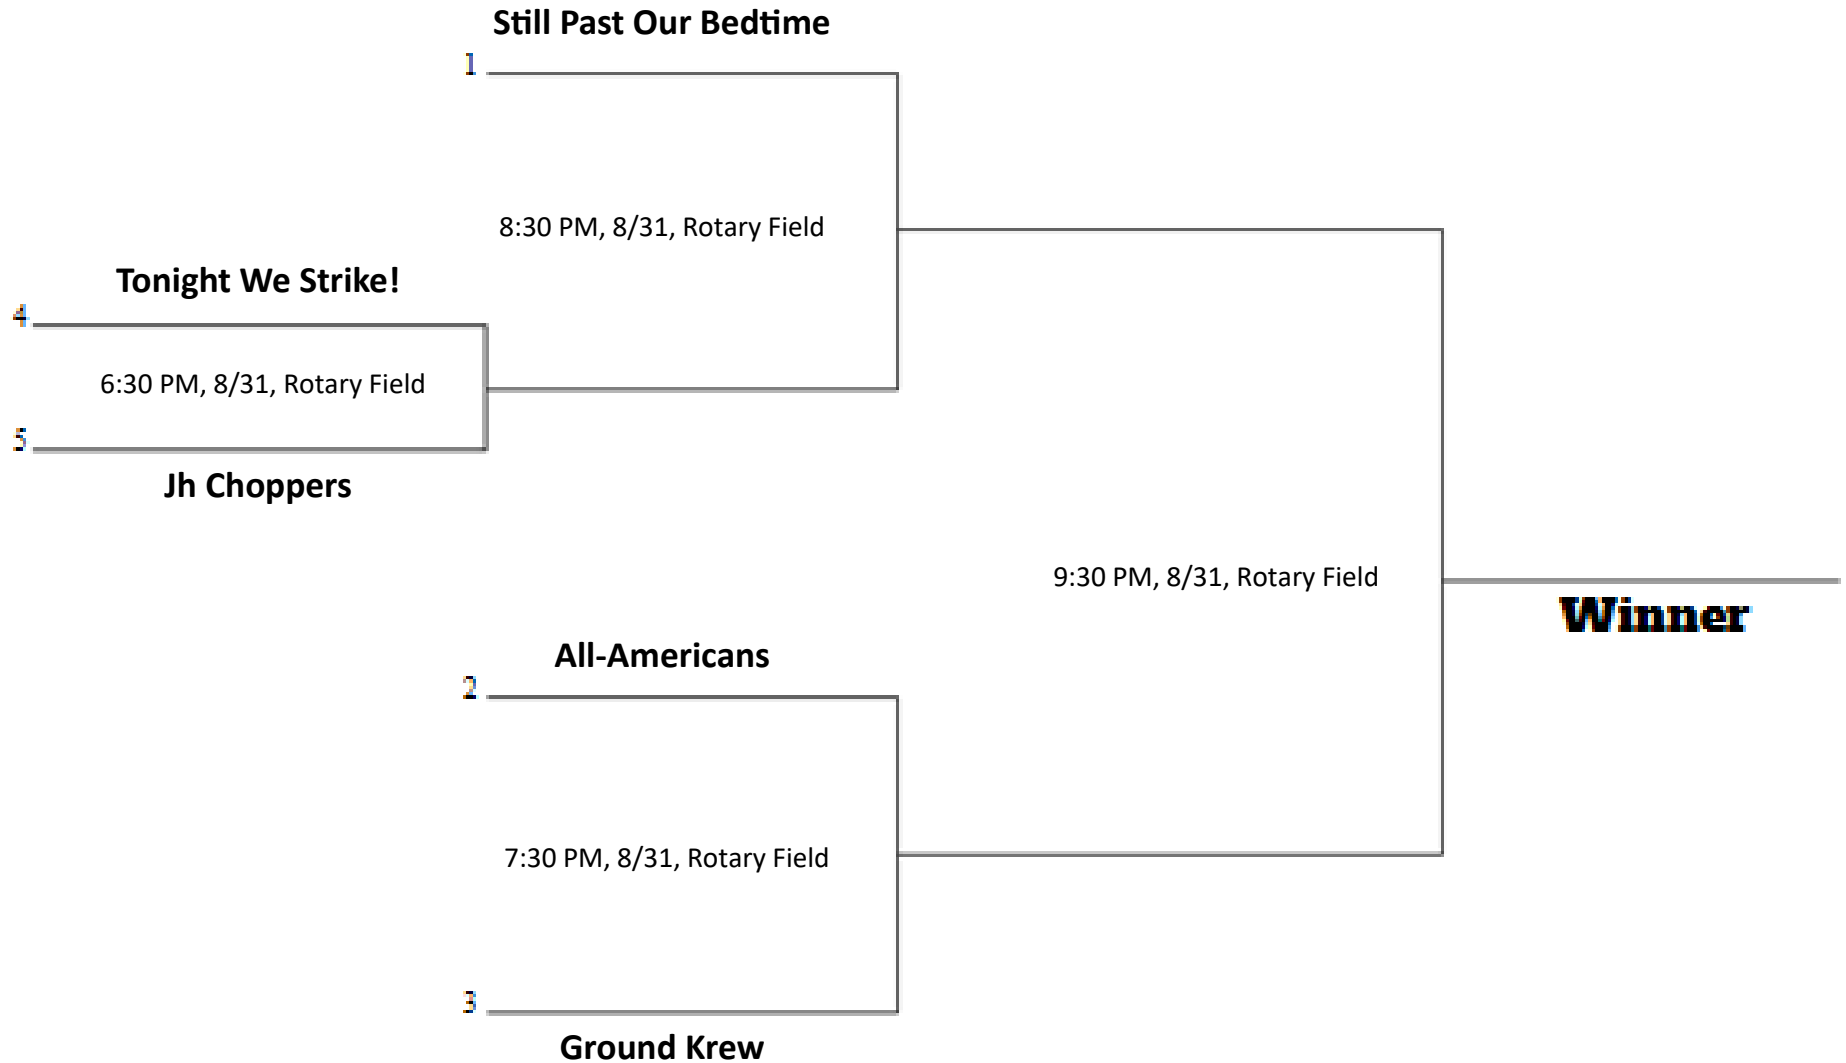 Still Past Our Bedtime
1
8:30 PM, 8/31, Rotary Field
Tonight We Strike!
4
6:30 PM, 8/31, Rotary Field
5
Jh Choppers
9:30 PM, 8/31, Rotary Field
Winner
All-Americans
2
7:30 PM, 8/31, Rotary Field
3
Ground Krew